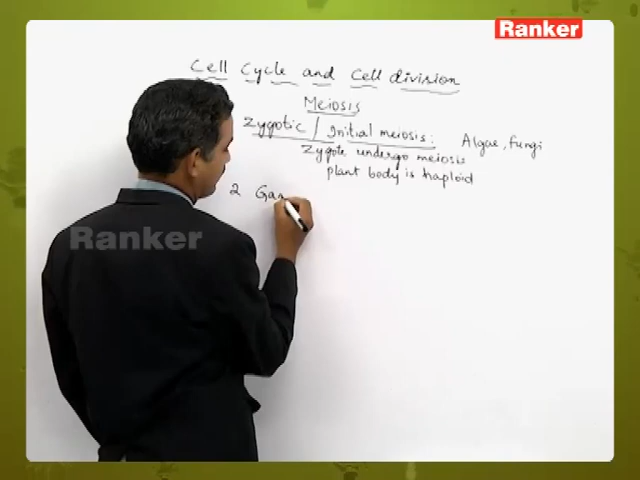 Ranker
Cell Cycle and Cell division
Meiosis
Zygotic / Initial meiosis: Algae, fungi
Zygote undergo meiosis
plant body is haploid
2 Gam
Ranker